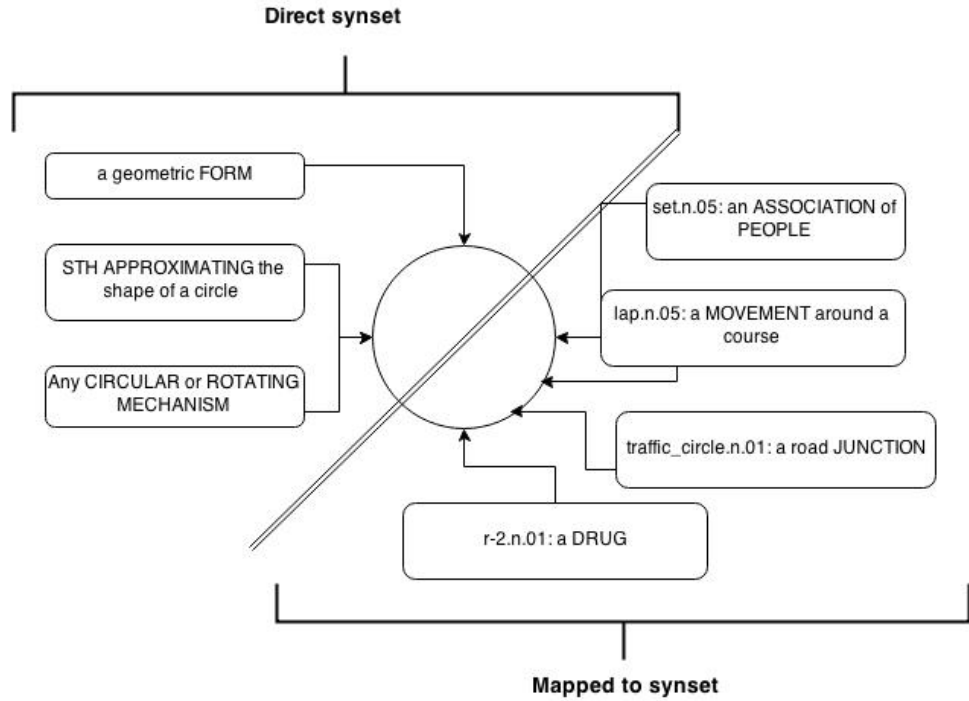 Direct synset
a geometric FORM
STH APPROXIMATING the
shape of a circle
Any CIRCULAR or ROTATING
MECHANISM
set.n.05: an ASSOCIATION of
PEOPLE
lap.n.05: a MOVEMENT around a
course
traffic_circle.n.01: a road JUNCTION
r-2.n.01: a DRUG
Mapped to synset